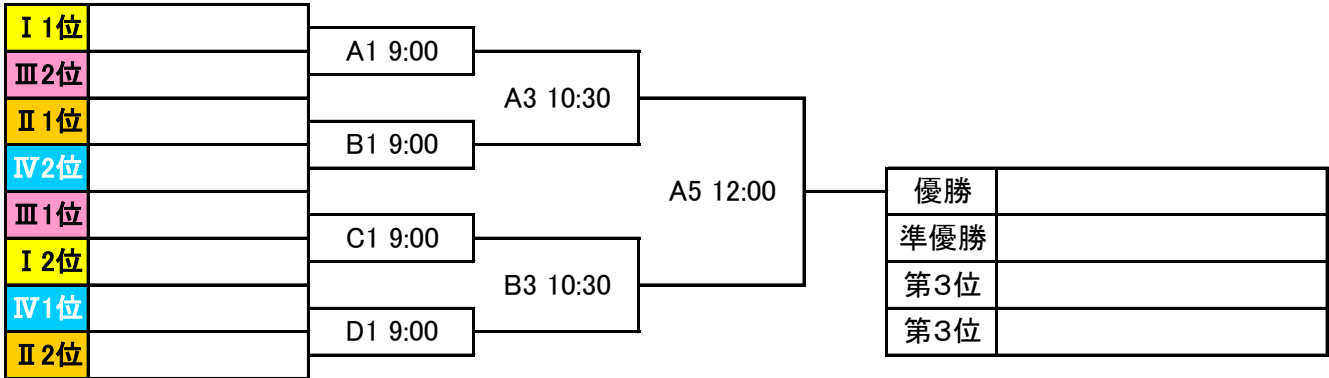 Ⅰ1位
Ⅲ2位
Ⅱ1位
Ⅳ2位
Ⅲ1位
Ⅰ2位
Ⅳ1位
Ⅱ2位
A1 9:00
B1 9:00
C1 9:00
D1 9:00
A3 10:30
B3 10:30
A5 12:00
優勝
準優勝
第3位
第3位